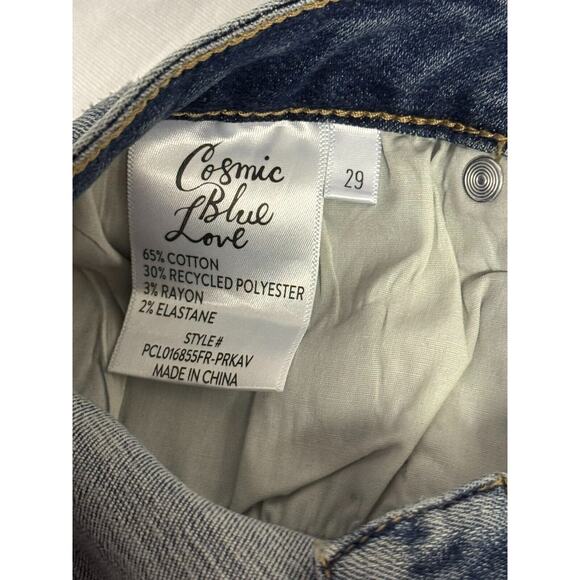 Cosmic
Blue
Love
65% COTTON
30% RECYCLED POLYESTER
3% RAYON
2% ELASTANE
STYLE#
PCL016855FR-PRKAV
MADE IN CHINA
29